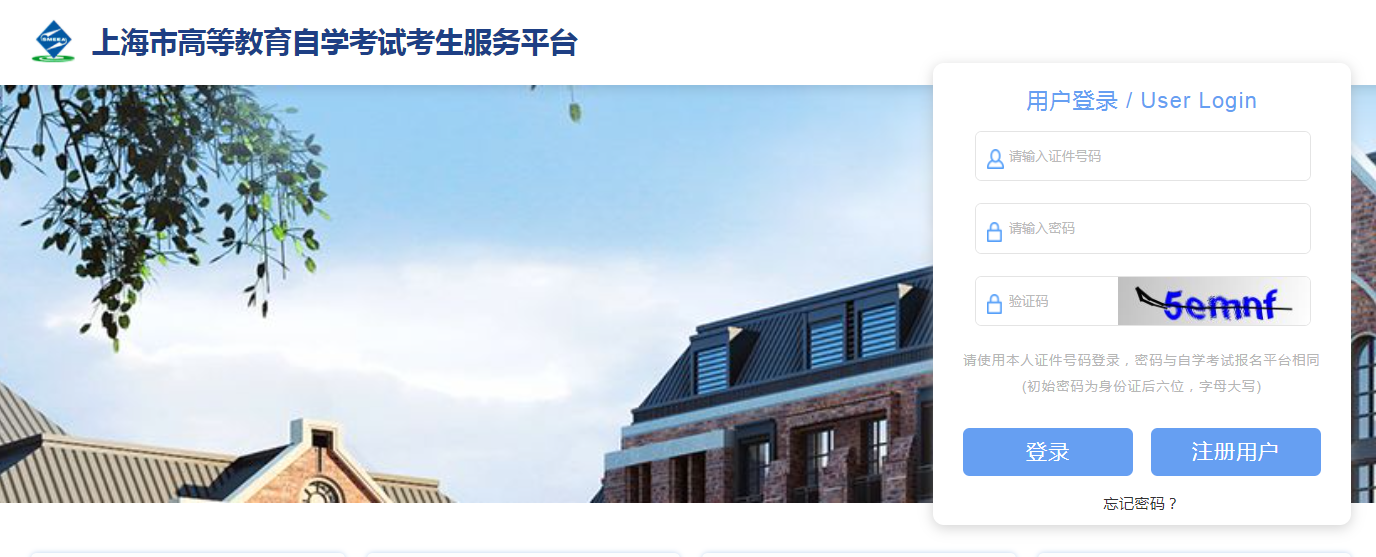 SMEEA
上海市高等教育自学考试考生服务平台
用户登录 / User Login
请输入证件号码
请输入密码
验证码
5emnf
请使用本人证件号码登录，密码与自学考试报名平台相同
(初始密码为身份证后六位，字母大写)
登录
注册用户
忘记密码？